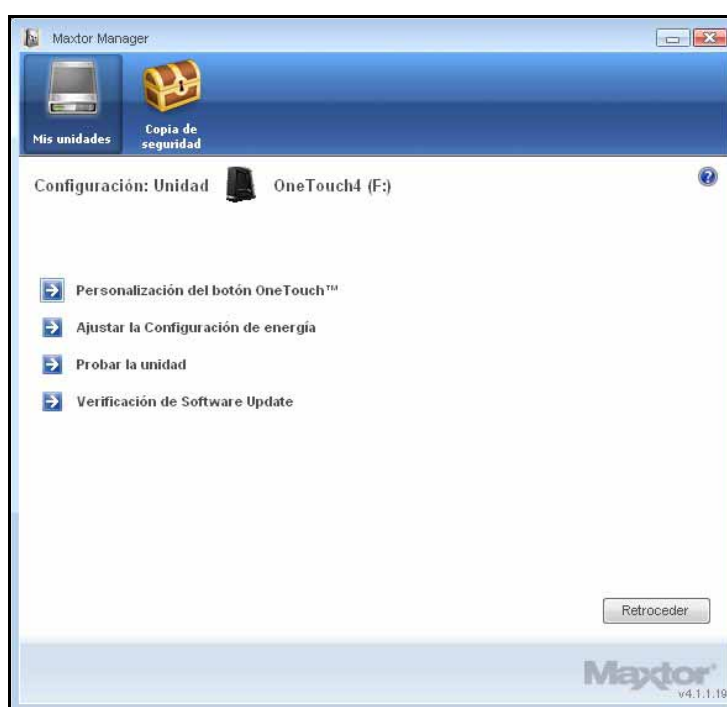 Maxtor Manager
Mis unidades
Copia de
seguridad
Configuración: Unidad OneTouch4 (F:)
?
Personalización del botón OneTouch™
Ajustar la Configuración de energía
Probar la unidad
Verificación de Software Update
Retroceder
Maxtor
v4.1.1.19